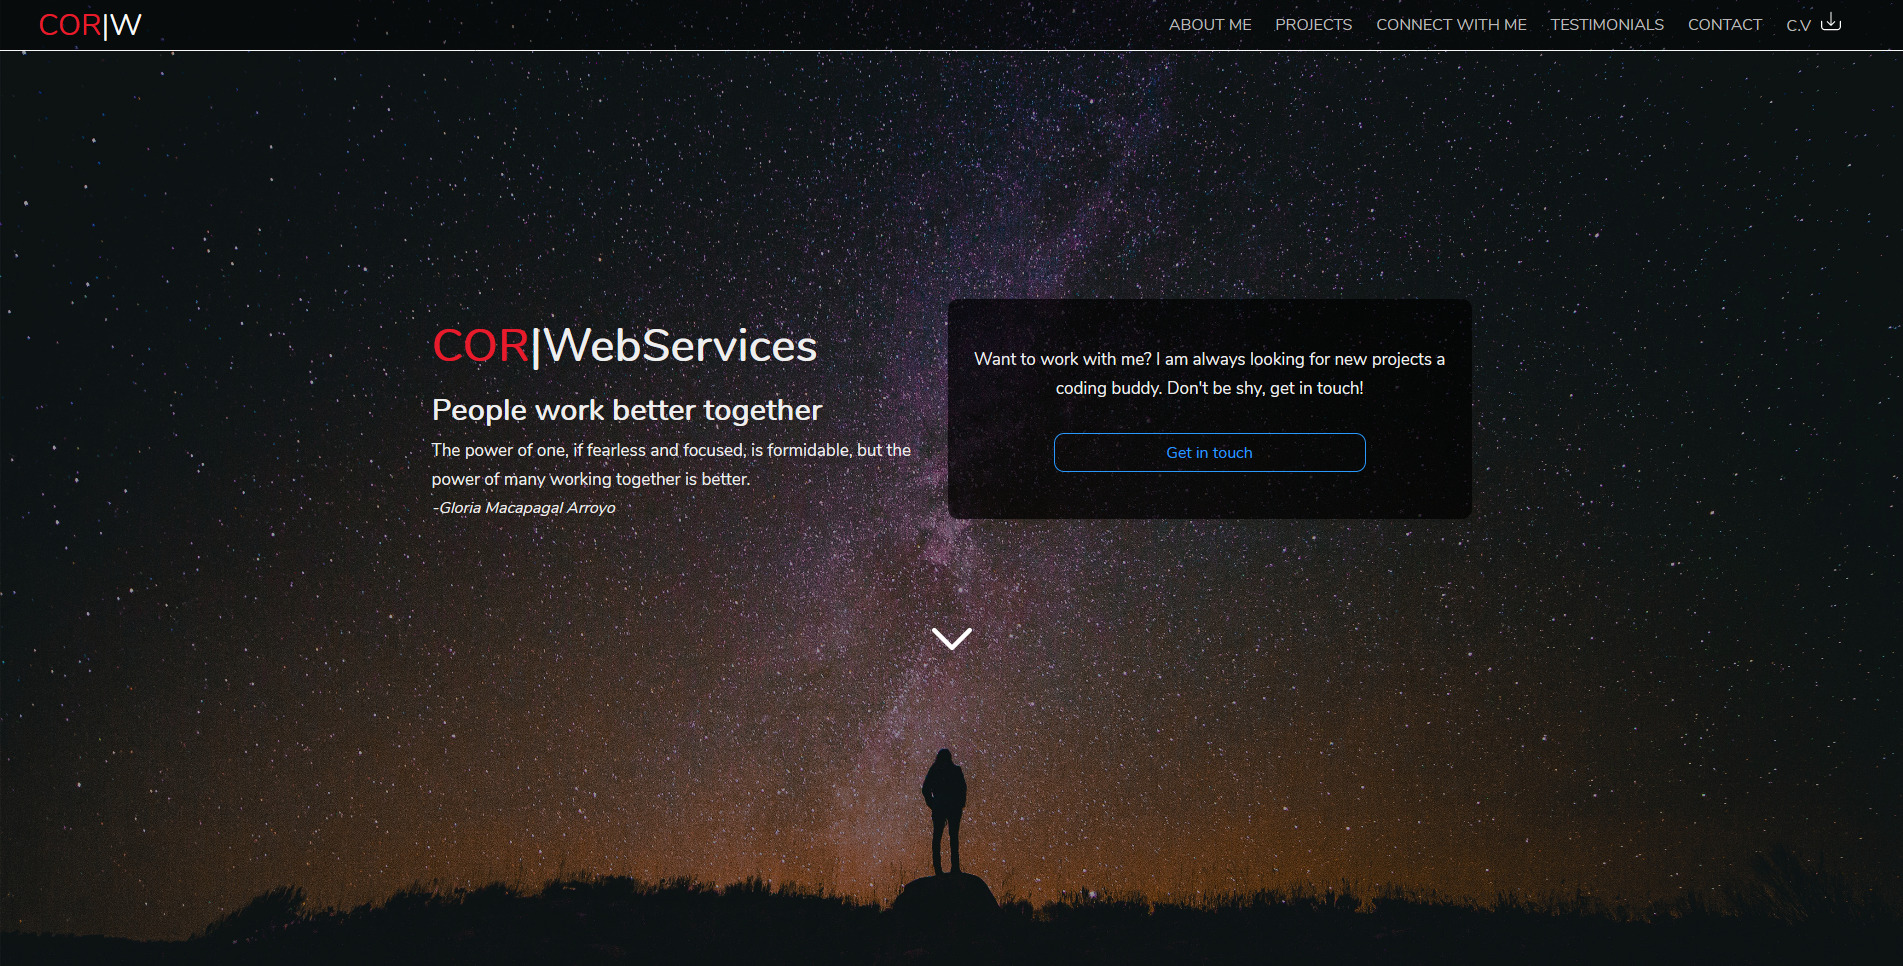 COR|W
ABOUT ME PROJECTS CONNECT WITH ME TESTIMONIALS CONTACT C.V
COR|WebServices
People work better together
The power of one, if fearless and focused, is formidable, but the
power of many working together is better.
-Gloria Macapagal Arroyo
Want to work with me? I am always looking for new projects a
coding buddy. Don't be shy, get in touch!
Get in touch